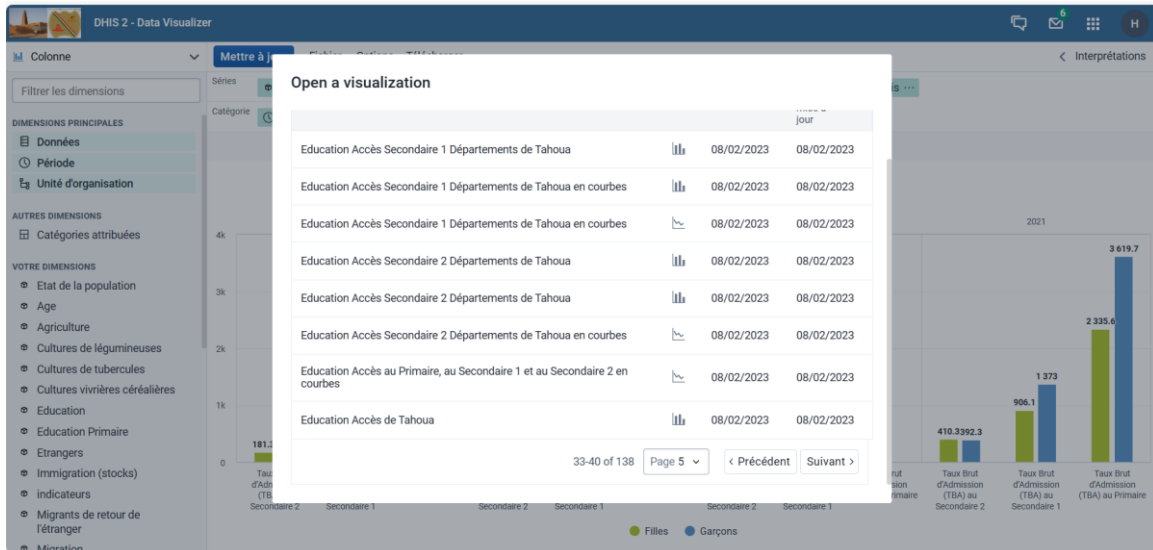 DHIS 2 - Data Visualizer
6
H
Colonne
Mettre à j
Interprétations
Filtrer les dimensions
Séries
Catégorie
DIMENSIONS PRINCIPALES
Données
Période
Unité d'organisation
AUTRES DIMENSIONS
Catégories attribuées
VOTRE DIMENSIONS
Etat de la population
Age
Agriculture
Cultures de légumineuses
Cultures de tubercules
Cultures vivrières céréalières
Education
Education Primaire
Etrangers
Immigration (stocks)
indicateurs
Migrants de retour de
l'étranger
Migration
Open a visualization
jour
Education Accès Secondaire 1 Départements de Tahoua 08/02/2023 08/02/2023
Education Accès Secondaire 1 Départements de Tahoua en courbes 08/02/2023 08/02/2023
Education Accès Secondaire 1 Départements de Tahoua en courbes 08/02/2023 08/02/2023
Education Accès Secondaire 2 Départements de Tahoua 08/02/2023 08/02/2023
Education Accès Secondaire 2 Départements de Tahoua 08/02/2023 08/02/2023
Education Accès Secondaire 2 Départements de Tahoua en courbes 08/02/2023 08/02/2023
Education Accès au Primaire, au Secondaire 1 et au Secondaire 2 en
courbes 08/02/2023 08/02/2023
Education Accès de Tahoua 08/02/2023 08/02/2023
33-40 of 138 Page 5 Précédent Suivant
4k
3k
2k
1k
0
181.
2021
410.3 392.3
906.1
1 373
2 335.6
3 619.7
Secondaire 2
Secondaire 1
Secondaire 2
Secondaire 1
Secondaire 2
Secondaire 1
Taux Brut
d'Admission
(TBA) au
Secondaire 2
Taux Brut
d'Admission
(TBA) au
Secondaire 1
Taux Brut
d'Admission
(TBA) au Primaire
Filles Garçons